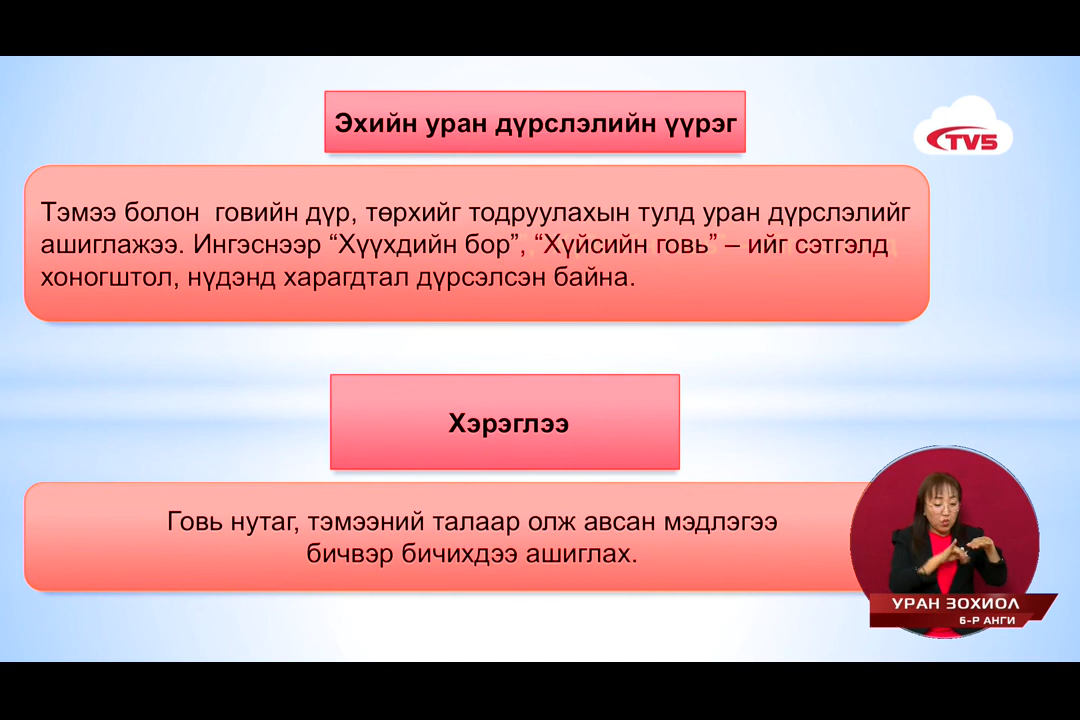 Эхийн уран дүрслэлийн үүрэг
TV5
Тэмээ болон говийн дүр, төрхийг тодруулахын тулд уран дүрслэлийг
ашиглажээ. Ингэснээр “Хүүхдийн бор”, “Хүйсийн говь” – ийг сэтгэлд
хоногштол, нүдэнд харагдтал дүрсэлсэн байна.
Хэрэглээ
Говь нутаг, тэмээний талаар олж авсан мэдлэгээ
бичвэр бичихдээ ашиглах.
УРАН ЗОХИОЛ
6-Р АНГИ